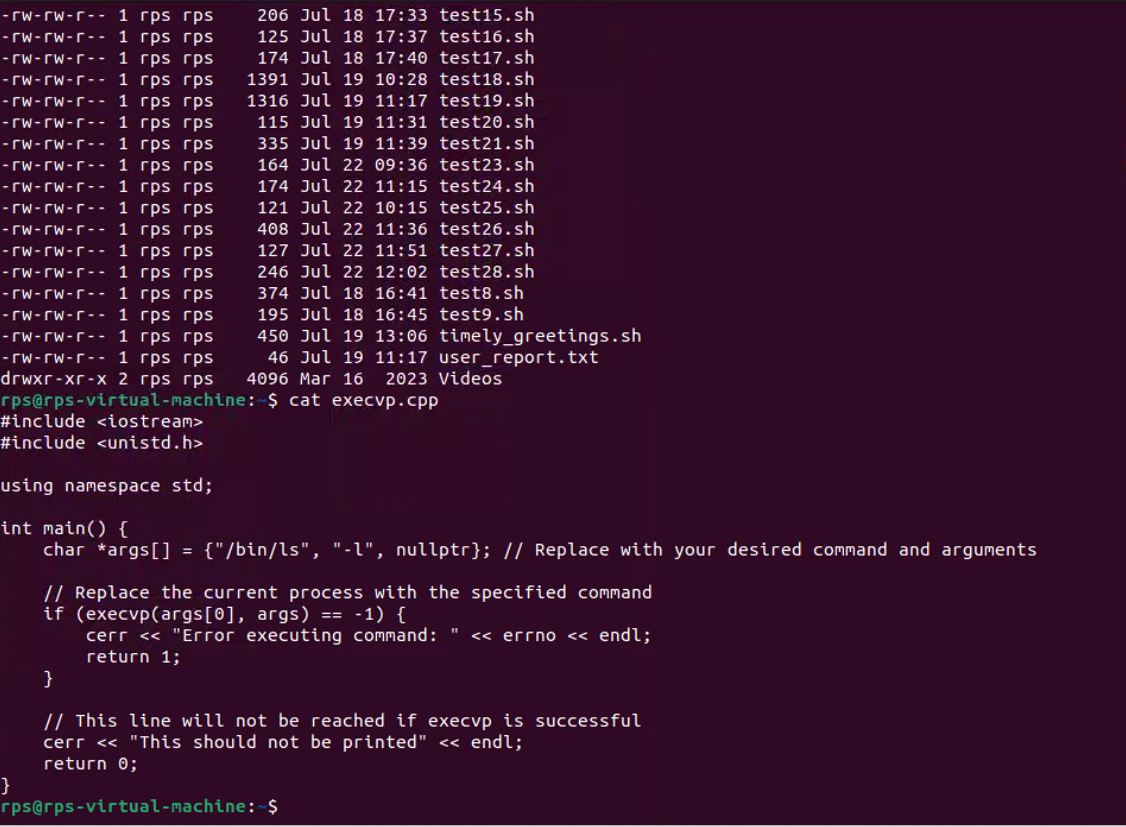 -rw-rw-r-- 1 rps rps    206 Jul 18 17:33 test15.sh
-rw-rw-r-- 1 rps rps    125 Jul 18 17:37 test16.sh
-rw-rw-r-- 1 rps rps    174 Jul 18 17:40 test17.sh
-rw-rw-r-- 1 rps rps   1391 Jul 19 10:28 test18.sh
-rw-rw-r-- 1 rps rps   1316 Jul 19 11:17 test19.sh
-rw-rw-r-- 1 rps rps    115 Jul 19 11:31 test20.sh
-rw-rw-r-- 1 rps rps    335 Jul 19 11:39 test21.sh
-rw-rw-r-- 1 rps rps    164 Jul 22 09:36 test23.sh
-rw-rw-r-- 1 rps rps    174 Jul 22 11:15 test24.sh
-rw-rw-r-- 1 rps rps    121 Jul 22 10:15 test25.sh
-rw-rw-r-- 1 rps rps    408 Jul 22 11:36 test26.sh
-rw-rw-r-- 1 rps rps    127 Jul 22 11:51 test27.sh
-rw-rw-r-- 1 rps rps    246 Jul 22 12:02 test28.sh
-rw-rw-r-- 1 rps rps    374 Jul 18 16:41 test8.sh
-rw-rw-r-- 1 rps rps    195 Jul 18 16:45 test9.sh
-rw-rw-r-- 1 rps rps    450 Jul 19 13:06 timely_greetings.sh
-rw-rw-r-- 1 rps rps     46 Jul 19 11:17 user_report.txt
drwxr-xr-x 2 rps rps   4096 Mar 16  2023 Videos
rps@rps-virtual-machine:~$ cat execvp.cpp
#include <iostream>
#include <unistd.h>

using namespace std;

int main() {
    char *args[] = {"/bin/ls", "-l", nullptr}; // Replace with your desired command and arguments

    // Replace the current process with the specified command
    if (execvp(args[0], args) == -1) {
        cerr << "Error executing command: " << errno << endl;
        return 1;
    }

    // This line will not be reached if execvp is successful
    cerr << "This should not be printed" << endl;
    return 0;
}
rps@rps-virtual-machine:~$